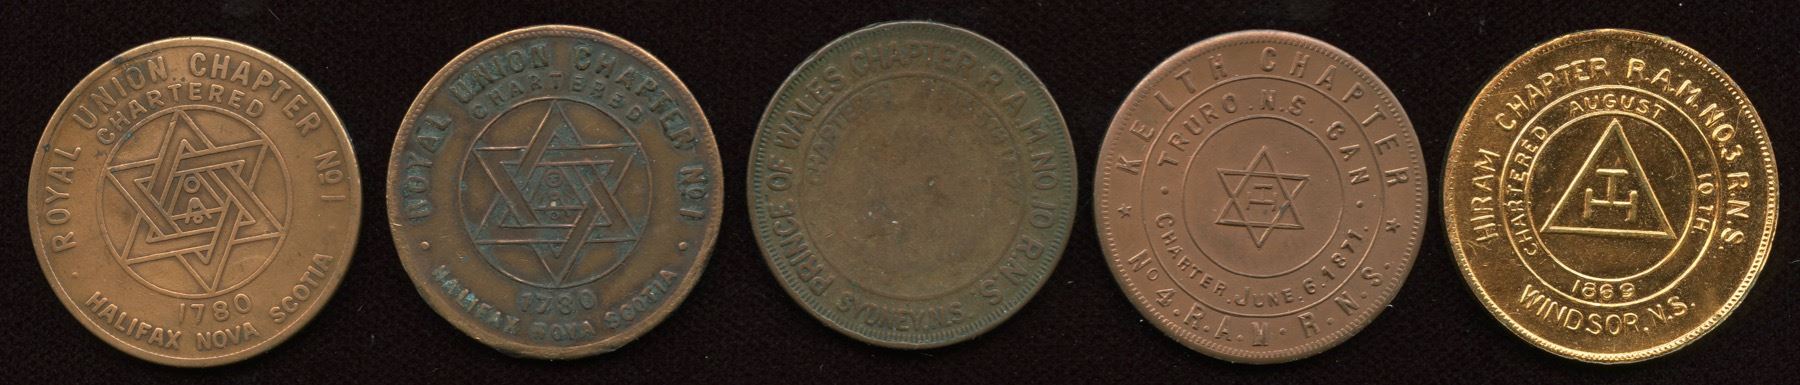 ROYAL UNION CHAPTER No 1
CHARTERED
1780
HALIFAX NOVA SCOTIA
ROYAL UNION CHAPTER No 1
CHARTERED
1780
HALIFAX NOVA SCOTIA
PRINCE OF WALES CHAPTER R.A.M. NO 10 R.N.S.
SYDNEY, N.S.
KEITH CHAPTER
TRURO. N.S. CAN.
CHARTER. JUNE. 6. 1871.
No 4. R.A.M. R.N.S.
HIRAM CHAPTER R.A.M. NO. 3 R.N.S.
CHARTERED AUGUST 10TH
1869
WINDSOR, N.S.